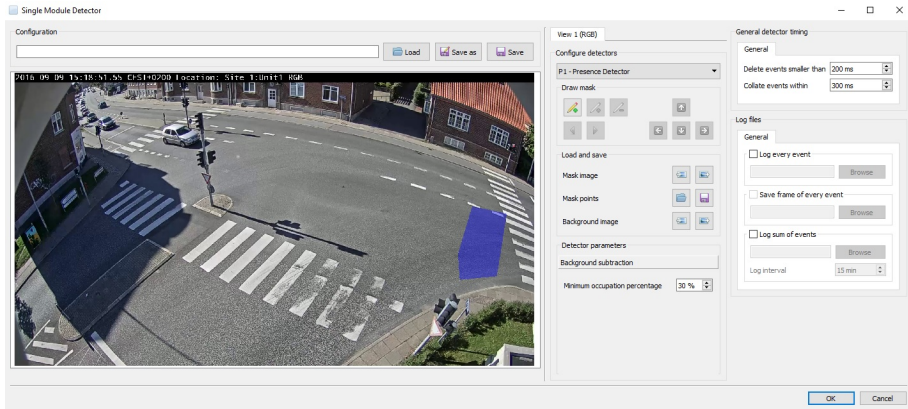 Single Module Detector
Configuration
Load
Save as
Save
2016 09 09 15:18:51.55 CEST+0200 Location: Site 1:Unit1 RGB
View 1 (RGB)
Configure detectors
P1 - Presence Detector
Draw mask
Load and save
Mask image
Mask points
Background image
Detector parameters
Background subtraction
Minimum occupation percentage 30 %
General detector timing
General
Delete events smaller than 200 ms
Collate events within 300 ms
Log files
General
Log every event
Browse
Save frame of every event
Browse
Log sum of events
Browse
Log interval 15 min
OK
Cancel